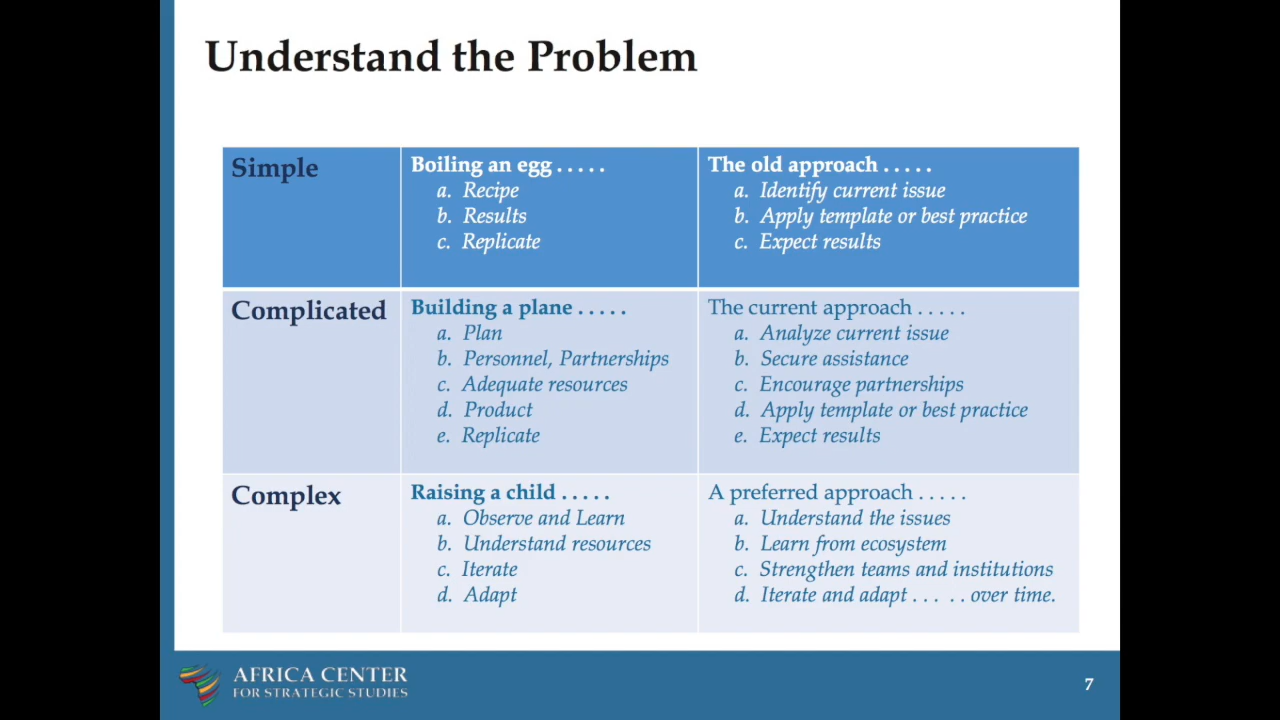 Understand the Problem
Simple
Boiling an egg . . . . .
a. Recipe
b. Results
c. Replicate
The old approach . . . . .
a. Identify current issue
b. Apply template or best practice
c. Expect results
Complicated
Building a plane . . . . .
a. Plan
b. Personnel, Partnerships
c. Adequate resources
d. Product
e. Replicate
The current approach . . . . .
a. Analyze current issue
b. Secure assistance
c. Encourage partnerships
d. Apply template or best practice
e. Expect results
Complex
Raising a child . . . . .
a. Observe and Learn
b. Understand resources
c. Iterate
d. Adapt
A preferred approach . . . . .
a. Understand the issues
b. Learn from ecosystem
c. Strengthen teams and institutions
d. Iterate and adapt . . . . . over time.
AFRICA CENTER
FOR STRATEGIC STUDIES
7